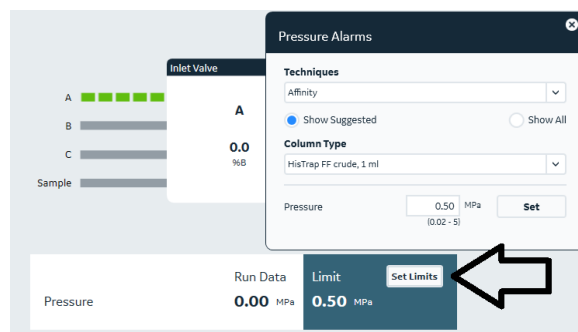 Pressure Alarms
Techniques
Affinity
Show Suggested Show All
Column Type
HisTrap FF crude, 1 ml
Pressure 0.50 MPa Set
(0.02 - 5)
Inlet Valve
A
B
C
Sample
A
0.0
%B
Run Data Limit Set Limits
Pressure 0.00 MPa 0.50 MPa